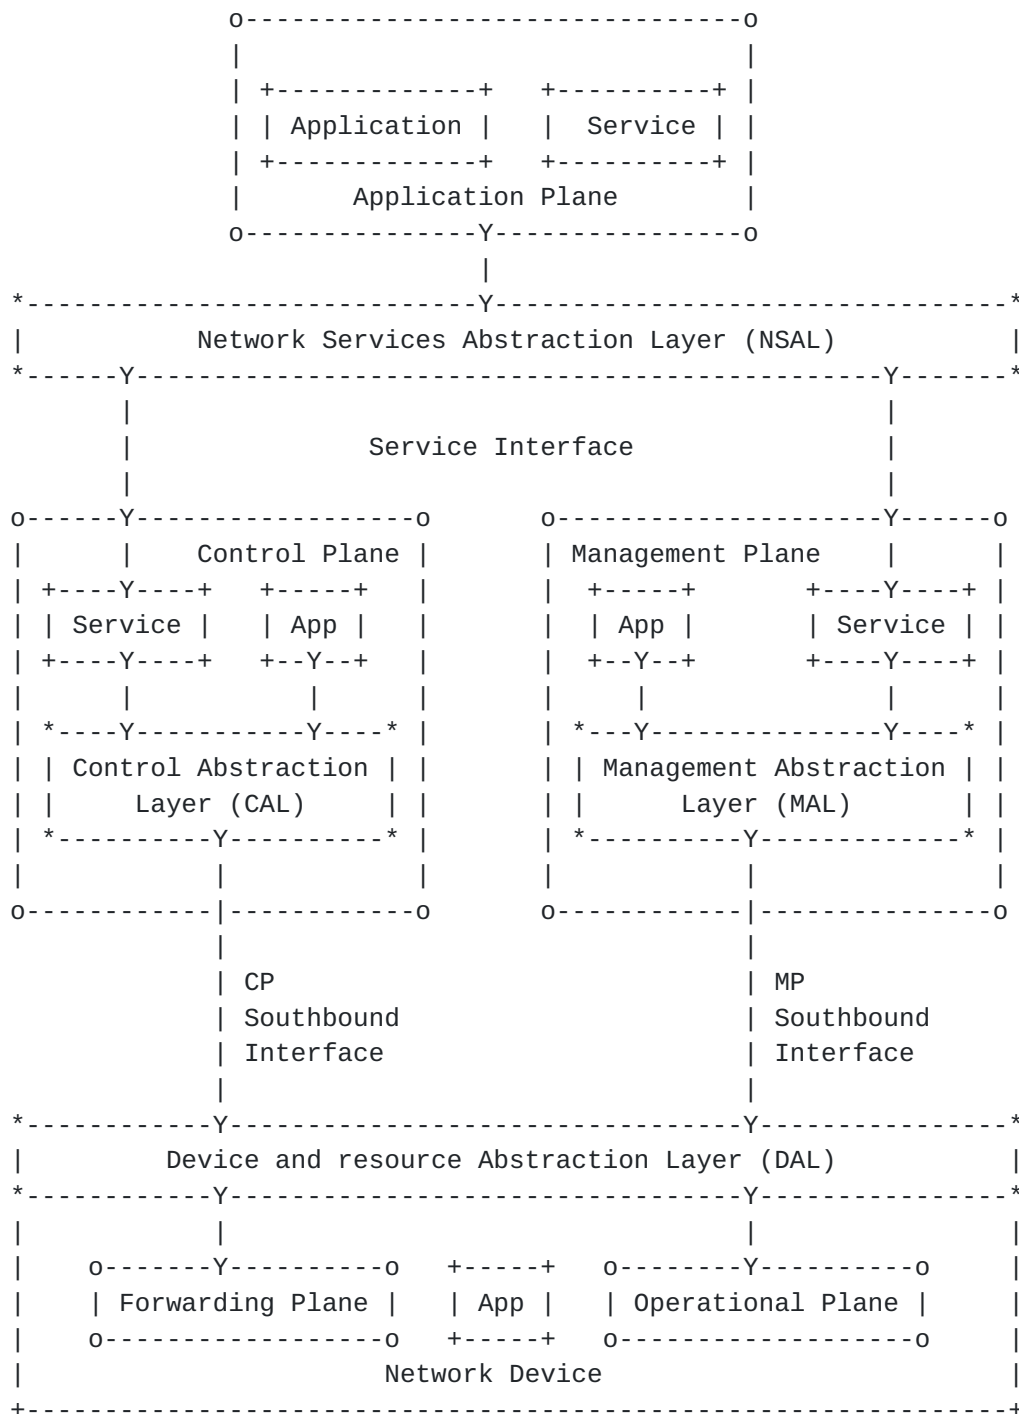 Application Service
Application Plane
Network Services Abstraction Layer (NSAL)
Service Interface
Control Plane Management Plane
Service App App Service
Control Abstraction Management Abstraction
Layer (CAL) Layer (MAL)
CP MP
Southbound Southbound
Interface Interface
Device and resource Abstraction Layer (DAL)
Forwarding Plane App Operational Plane
Network Device